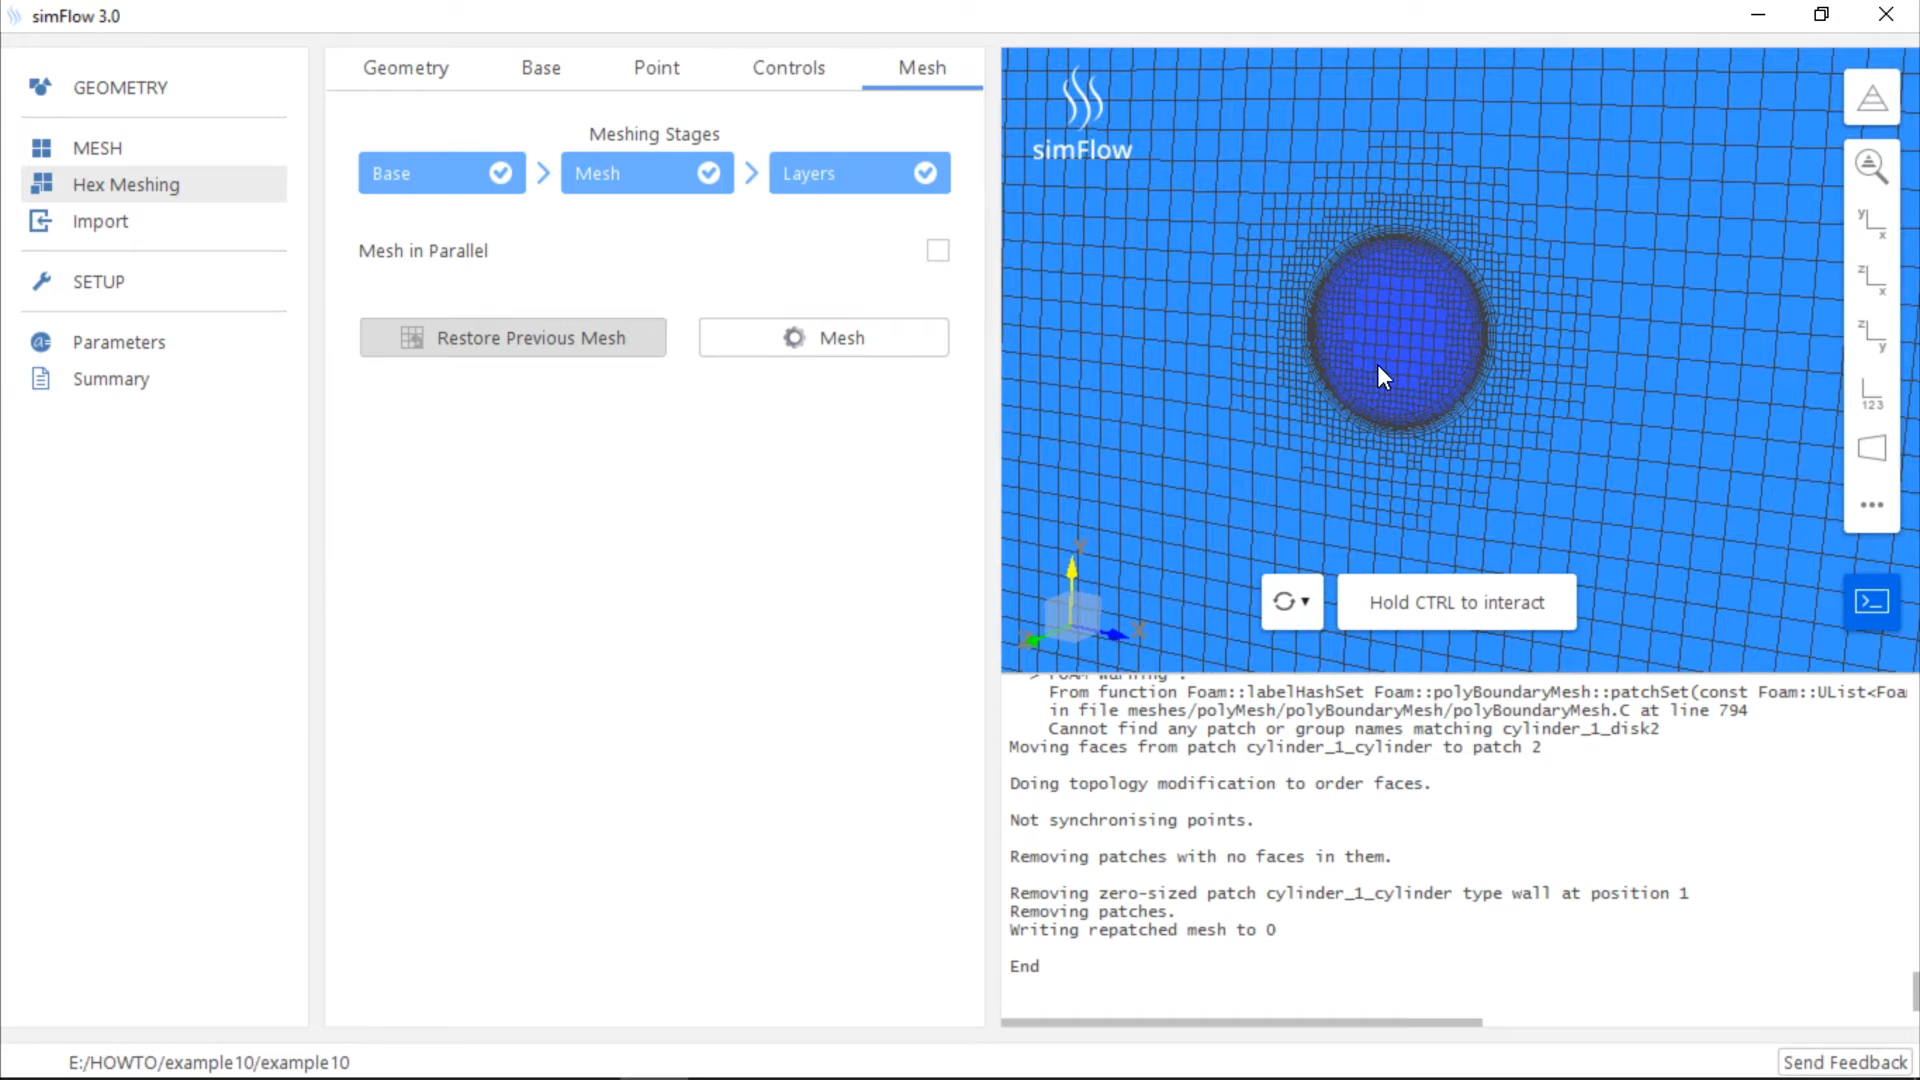 simFlow 3.0
GEOMETRY
MESH
Hex Meshing
Import
SETUP
Parameters
Summary
Geometry
Base
Point
Controls
Mesh
Meshing Stages
Base
Mesh
Layers
Mesh in Parallel
Restore Previous Mesh
Mesh
simFlow
y
x
z
x
z
y
123
Y
X
Hold CTRL to interact
> FOAM Warning :
From function Foam::labelHashSet Foam::polyBoundaryMesh::patchSet(const Foam::UList<Foa
in file meshes/polyMesh/polyBoundaryMesh/polyBoundaryMesh.C at line 794
Cannot find any patch or group names matching cylinder_1_disk2
Moving faces from patch cylinder_1_cylinder to patch 2
Doing topology modification to order faces.
Not synchronising points.
Removing patches with no faces in them.
Removing zero-sized patch cylinder_1_cylinder type wall at position 1
Removing patches.
Writing repatched mesh to 0
End
E:/HOWTO/example10/example10
Send Feedback